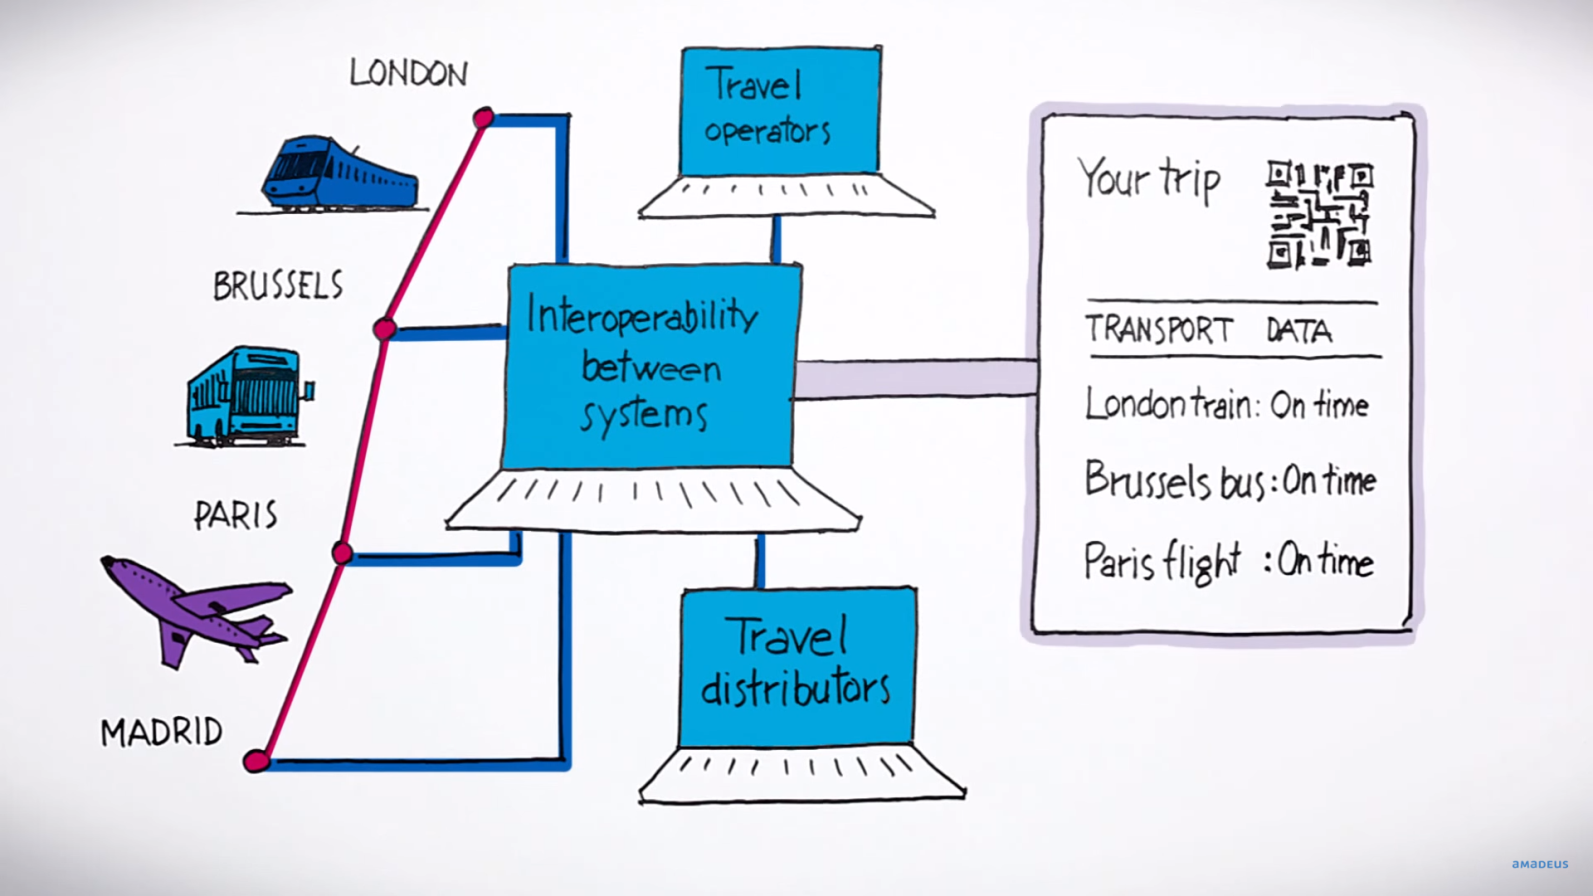 LONDON
BRUSSELS
PARIS
MADRID
Travel
operators
Interoperability
between
systems
Travel
distributors
Your trip
TRANSPORT DATA
London train: On time
Brussels bus: On time
Paris flight : On time
amadeus